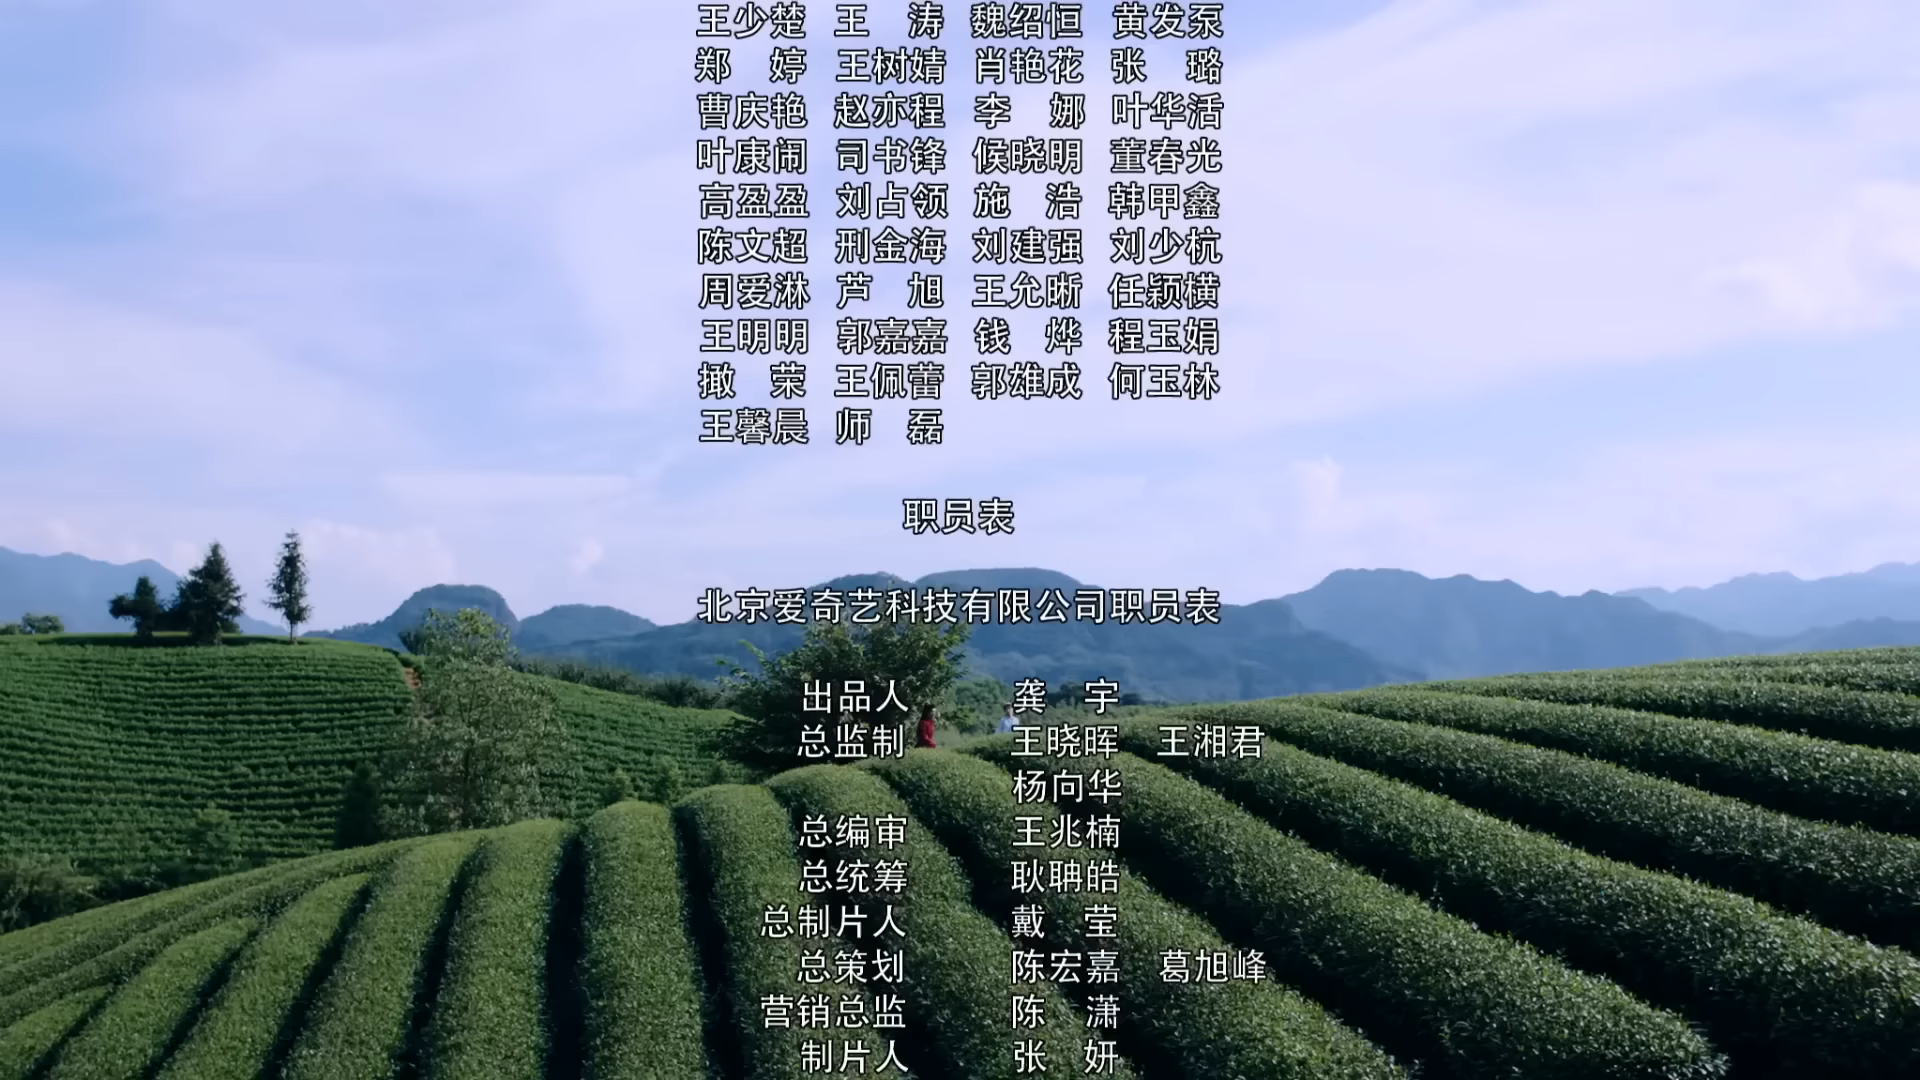 王少楚 王 涛 魏绍恒 黄发泵
郑 婷 王树婧 肖艳花 张 璐
曹庆艳 赵亦程 李 娜 叶华活
叶康闹 司书锋 候晓明 董春光
高盈盈 刘占领 施 浩 韩甲鑫
陈文超 刑金海 刘建强 刘少杭
周爱淋 芦 旭 王允晰 任颖横
王明明 郭嘉嘉 钱 烨 程玉娟
撖 荣 王佩蕾 郭雄成 何玉林
王馨晨 师 磊
职员表
北京爱奇艺科技有限公司职员表
出品人 龚 宇
总监制 王晓晖 王湘君
杨向华
总编审 王兆楠
总统筹 耿聃皓
总制片人 戴 莹
总策划 陈宏嘉 葛旭峰
营销总监 陈 潇
制片人 张 妍